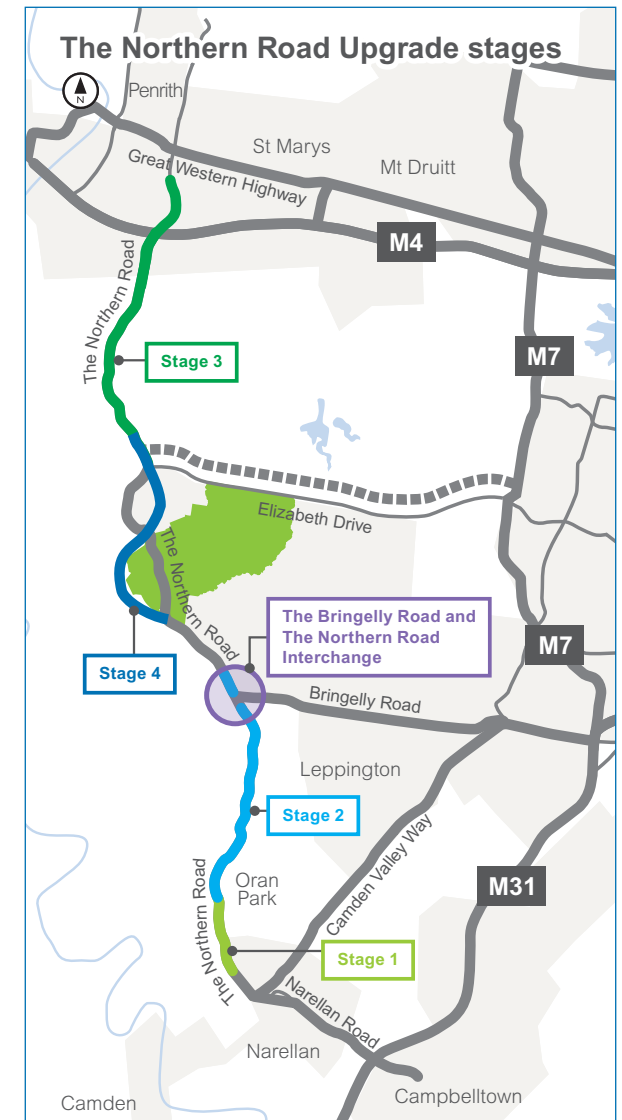 The Northern Road Upgrade stages
N
Penrith
St Marys
Mt Druitt
Great Western Highway
M4
The Northern Road
Stage 3
M7
Elizabeth Drive
The Northern Road
The Bringelly Road and
The Northern Road
Interchange
M7
Stage 4
Bringelly Road
Leppington
Stage 2
Camden Valley Way
Oran
Park
M31
The Northern Road
Stage 1
Narellan Road
Narellan
Campbelltown
Camden